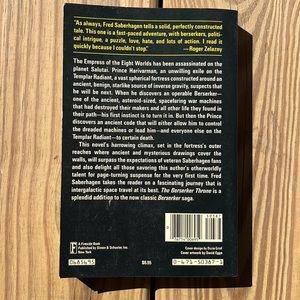 "As always, Fred Saberhagen tells a solid, perfectly constructed
tale. This one is a fast-paced adventure, with berserkers, politi-
cal intrigue, a puzzle, love, hate, and lots of action. I read it
quickly because I couldn't stop."
—Roger Zelazny
The Empress of the Eight Worlds has been assassinated on the
planet Salutai. Prince Harivarman, an unwilling exile on the
Templar Radiant, a vast spherical fortress constructed around an
ancient, benign, starlike source of inverse gravity, suspects that
he will be next. When he discovers an operable Berserker—
one of the ancient, asteroid-sized, spacefaring war machines
that had destroyed their makers and all other life they found in
their path—his first instinct is to turn it in. But then the Prince
discovers an ancient code that will either allow him to control
the dreaded machines or lead him—and everyone else on the
Templar Radiant—to certain death.
This novel's harrowing climax, set in the fortress's outer
reaches where ancient and mysterious drawings cover the
walls, will surpass the expectations of veteran Saberhagen fans
and also delight all those savoring this author's otherworldly
talent for page-turning suspense for the very first time. Fred
Saberhagen takes the reader on a fascinating journey that is
intergalactic space travel at its best. The Berserker Throne is
a splendid addition to the now classic Berserker saga.
A Fireside Book
Published by Simon & Schuster, Inc.
$6.95
Cover painting by David Egge
0-671-50387-1